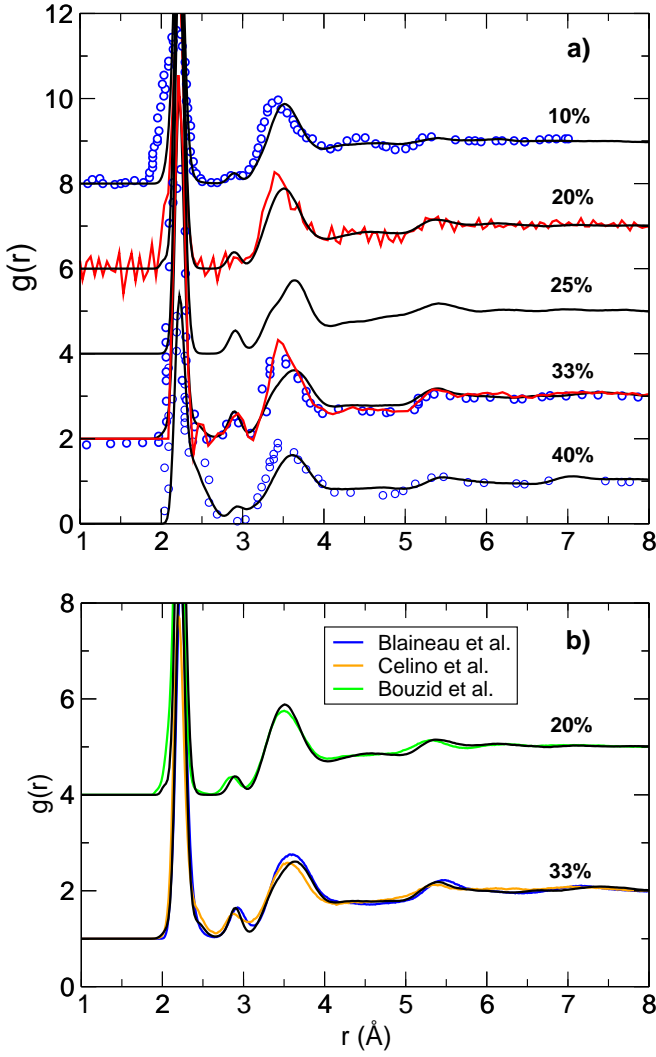 12
a)
10
10%
g(r)
8
20%
6
25%
4
33%
2
40%
0
1 2 3 4 5 6 7 8
8
Blaineau et al.
b)
Celino et al.
Bouzid et al.
6
20%
g(r)
4
33%
2
0
1 2 3 4 5 6 7 8
r (Å)